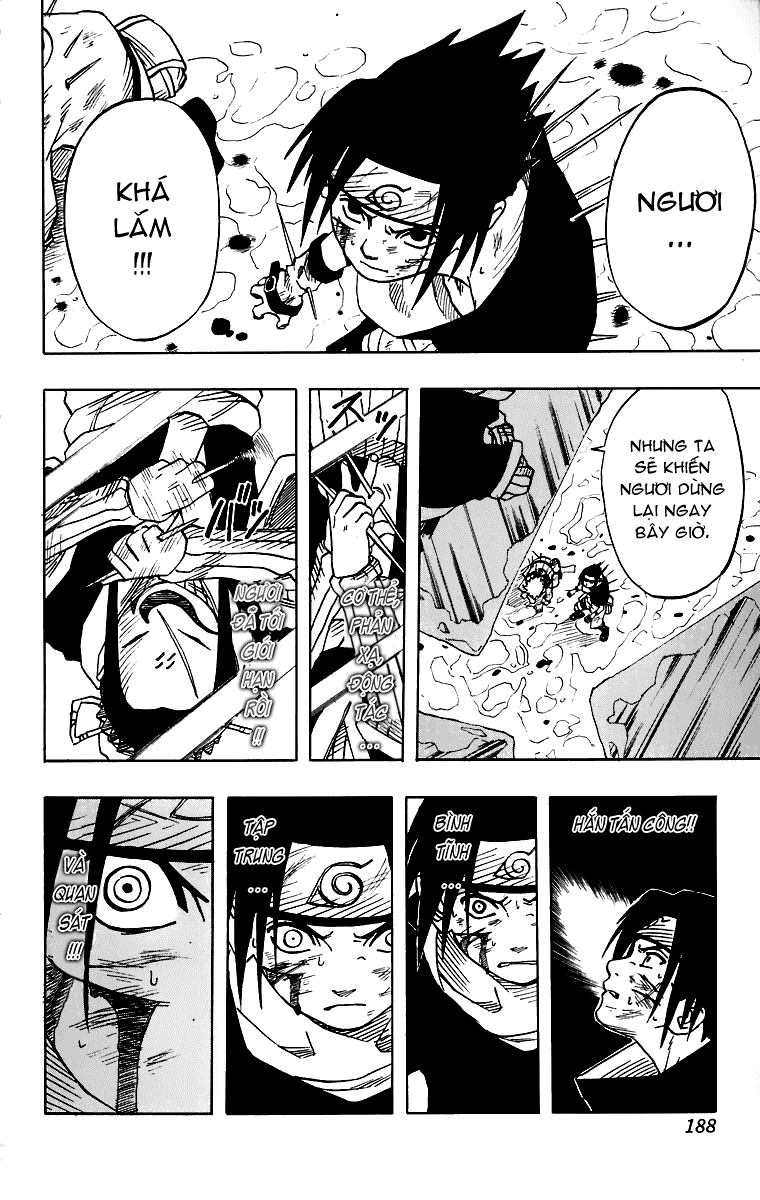 NGƯƠI
...
KHÁ
LẮM
!!!
NHƯNG TA
SẼ KHIẾN
NGƯƠI DỪNG
LẠI NGAY
BÂY GIỜ.
CƠ THỂ,
PHẢN
XẠ,
ĐỘNG
TÁC
...
NGƯƠI
ĐÃ TỚI
GIỚI
HẠN
RỒI
!!
HẮN TẤN CÔNG!!
BÌNH
TĨNH
....
TẬP
TRUNG
....
VÀ
QUAN
SÁT
!!!
188